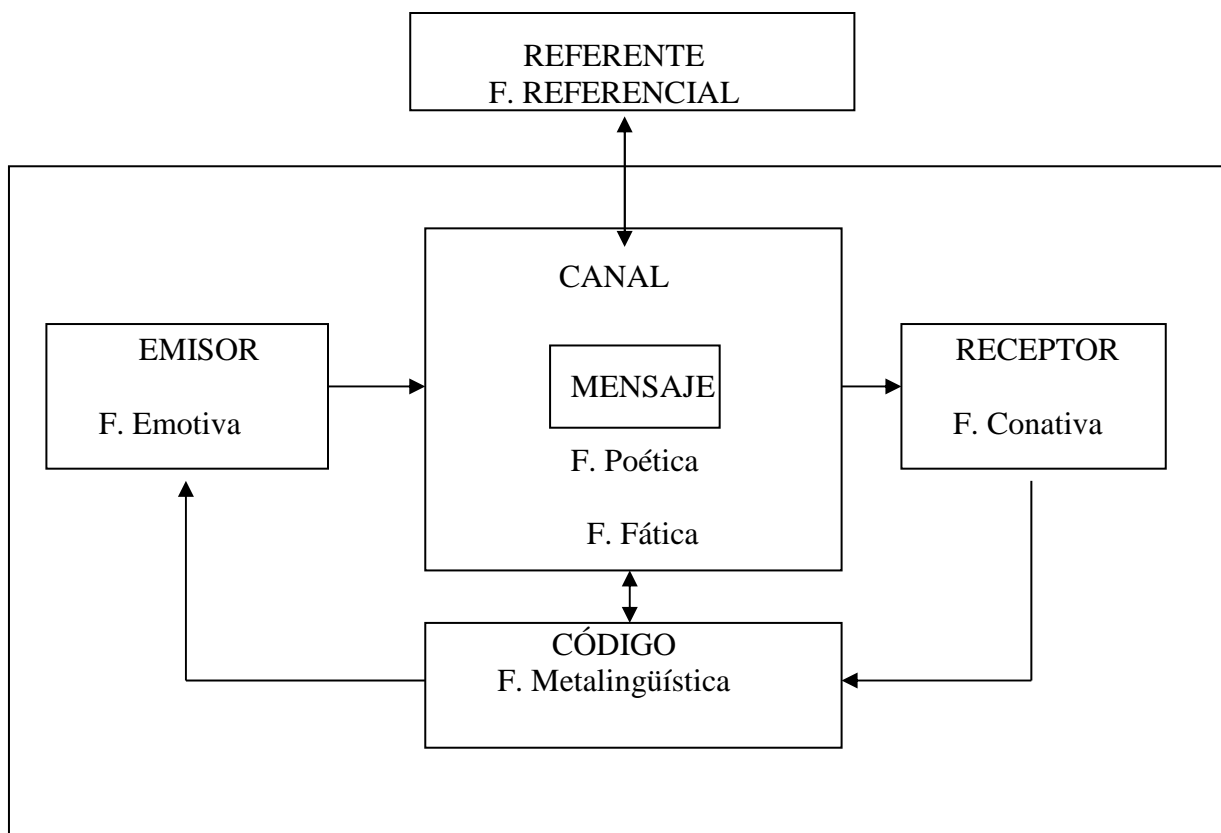 REFERENTE
F. REFERENCIAL
CANAL
EMISOR
F. Emotiva
MENSAJE
F. Poética
F. Fática
RECEPTOR
F. Conativa
CÓDIGO
F. Metalingüística